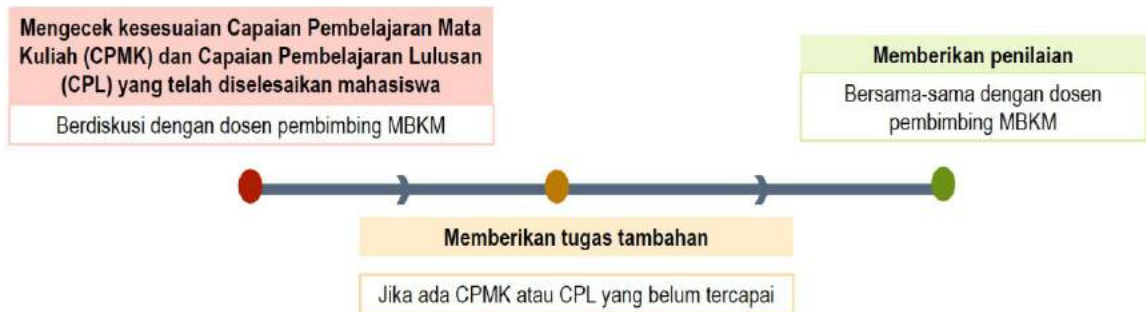 Mengecek kesesuaian Capaian Pembelajaran Mata
Kuliah (CPMK) dan Capaian Pembelajaran Lulusan
(CPL) yang telah diselesaikan mahasiswa
Berdiskusi dengan dosen pembimbing MBKM
Memberikan tugas tambahan
Jika ada CPMK atau CPL yang belum tercapai
Memberikan penilaian
Bersama-sama dengan dosen
pembimbing MBKM